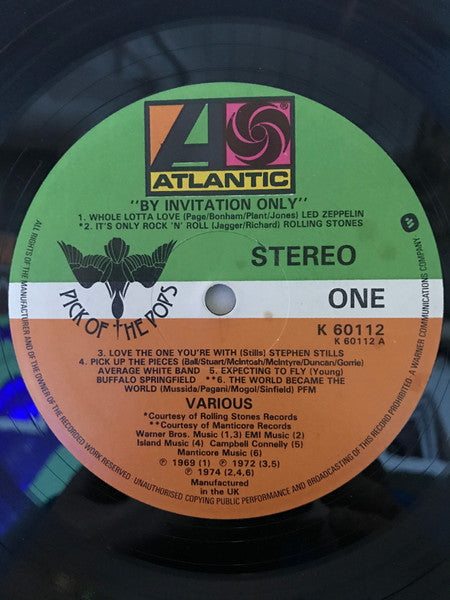 ATLANTIC
®
"BY INVITATION ONLY"
1. WHOLE LOTTA LOVE (Page/Bonham/Plant/Jones) LED ZEPPELIN
*2. IT'S ONLY ROCK 'N' ROLL (Jagger/Richard) ROLLING STONES
STEREO
PICK OF THE POPS
ONE
K 60112
K 60112 A
3. LOVE THE ONE YOU'RE WITH (Stills) STEPHEN STILLS
4. PICK UP THE PIECES (Ball/Stuart/McIntosh/McIntyre/Duncan/Gorrie)
AVERAGE WHITE BAND 5. EXPECTING TO FLY (Young)
BUFFALO SPRINGFIELD **6. THE WORLD BECAME THE
WORLD (Mussida/Pagani/Mogol/Sinfield) PFM
VARIOUS
*Courtesy of Rolling Stones Records
**Courtesy of Manticore Records
Warner Bros. Music (1,3) EMI Music (2)
Island Music (4) Campbell Connelly (5)
Manticore Music (6)
℗ 1969 (1) ℗ 1972 (3,5)
℗ 1974 (2,4,6)
Manufactured
in the UK
ALL RIGHTS OF THE MANUFACTURER AND OF THE OWNER OF THE RECORDED WORK RESERVED UNAUTHORISED COPYING PUBLIC PERFORMANCE AND BROADCASTING OF THIS RECORD PROHIBITED · A WARNER COMMUNICATIONS COMPANY